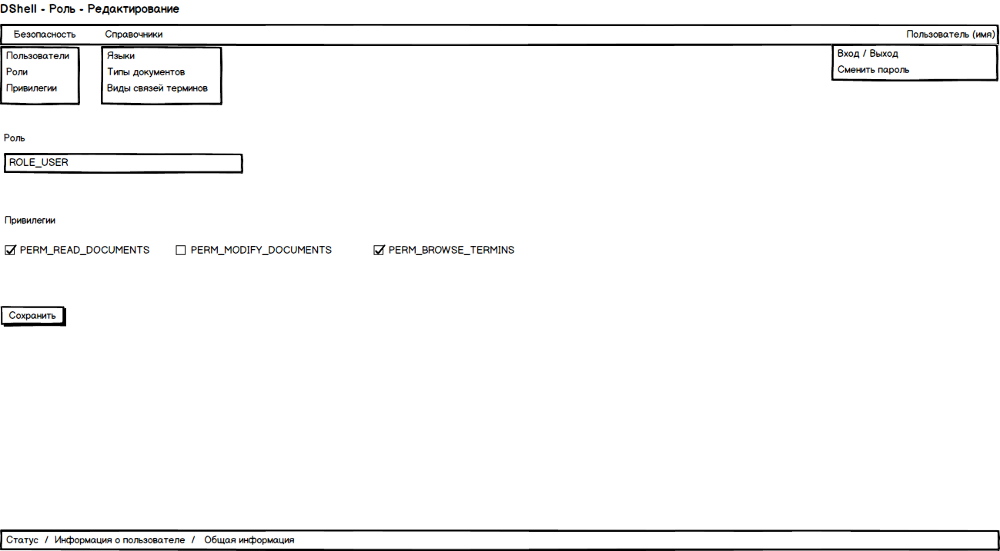 DShell - Роль - Редактирование
Безопасность Справочники Пользователь (имя)
Пользователи
Роли
Привилегии
Языки
Типы документов
Виды связей терминов
Вход / Выход
Сменить пароль
Роль
ROLE_USER
Привилегии
PERM_READ_DOCUMENTS PERM_MODIFY_DOCUMENTS PERM_BROWSE_TERMINS
Сохранить
Статус / Информация о пользователе / Общая информация